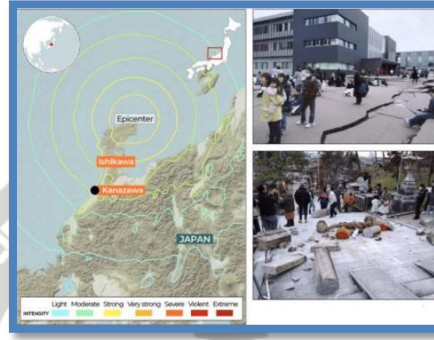 Epicenter
Ishikawa
Kanazawa
JAPAN
Light Moderate Strong Very strong Severe Violent Extreme
INTENSITY